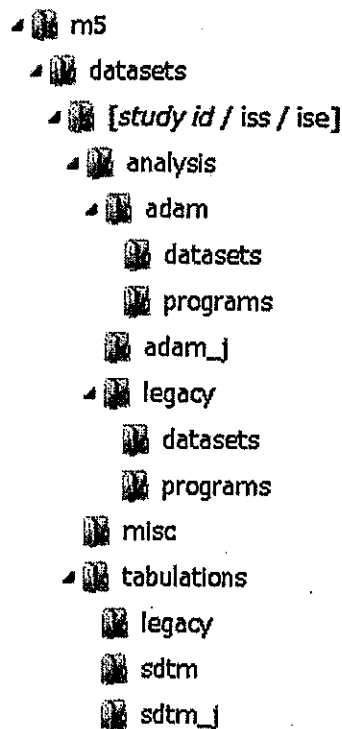 m5
datasets
[study id / iss / ise]
analysis
adam
datasets
programs
adam_j
legacy
datasets
programs
misc
tabulations
legacy
sdtm
sdtm_j